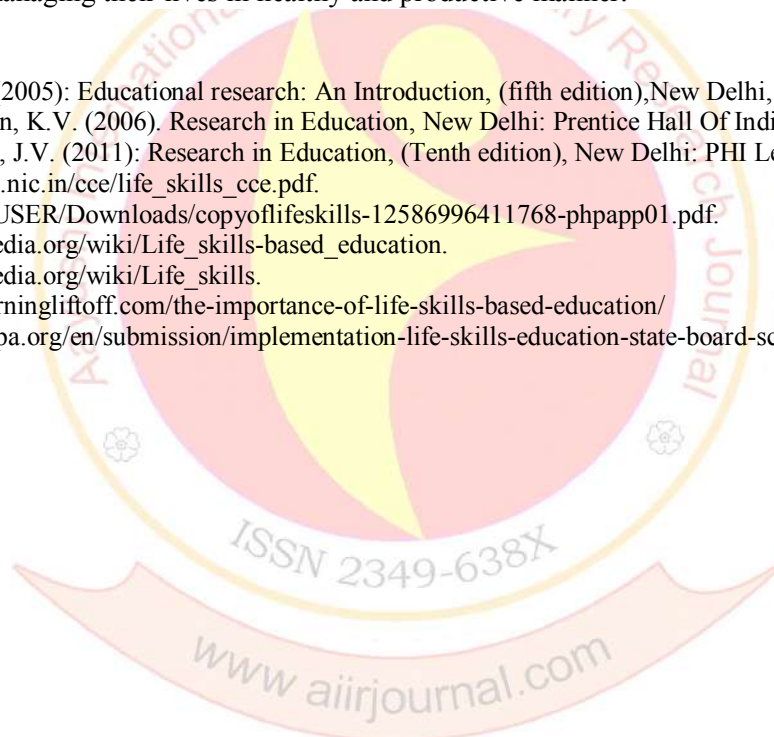 managing their lives in healthy and productive manner.
(2005): Educational research: An Introduction, (fifth edition),New Delhi,
n, K.V. (2006). Research in Education, New Delhi: Prentice Hall Of Indi
, J.V. (2011): Research in Education, (Tenth edition), New Delhi: PHI Le
.nic.in/cce/life_skills_cce.pdf.
USER/Downloads/copyoflifeskills-12586996411768-phpapp01.pdf.
edia.org/wiki/Life_skills-based_education.
edia.org/wiki/Life_skills.
rningliftoff.com/the-importance-of-life-skills-based-education/
pa.org/en/submission/implementation-life-skills-education-state-board-sc
ISSN 2349-638X
www.aiirjournal.com